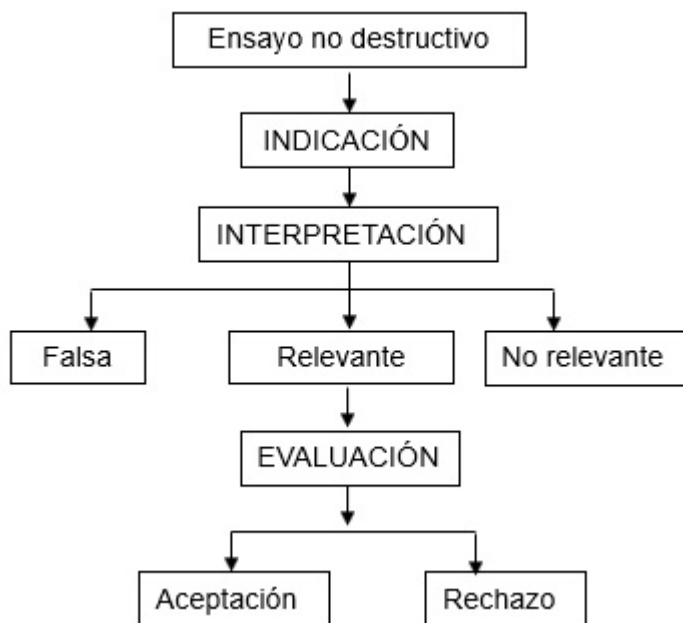 Ensayo no destructivo
INDICACIÓN
INTERPRETACIÓN
Falsa
Relevante
No relevante
EVALUACIÓN
Aceptación
Rechazo